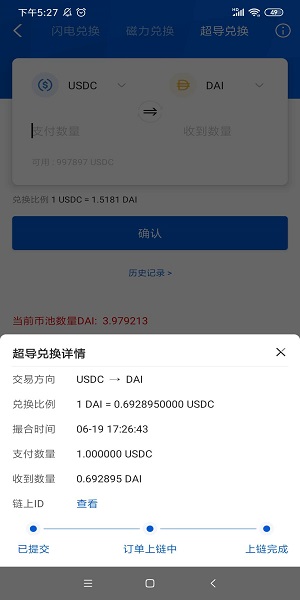 下午5:27
49
闪电兑换 磁力兑换 超导兑换
USDC DAI
支付数量 收到数量
可用：997897 USDC
兑换比例 1 USDC = 1.5181 DAI
确认
历史记录 >
当前币池数量DAI: 3.979213
超导兑换详情
交易方向 USDC → DAI
兑换比例 1 DAI = 0.6928950000 USDC
撮合时间 06-19 17:26:43
支付数量 1.000000 USDC
收到数量 0.692895 DAI
链上ID 查看
已提交 订单上链中 上链完成